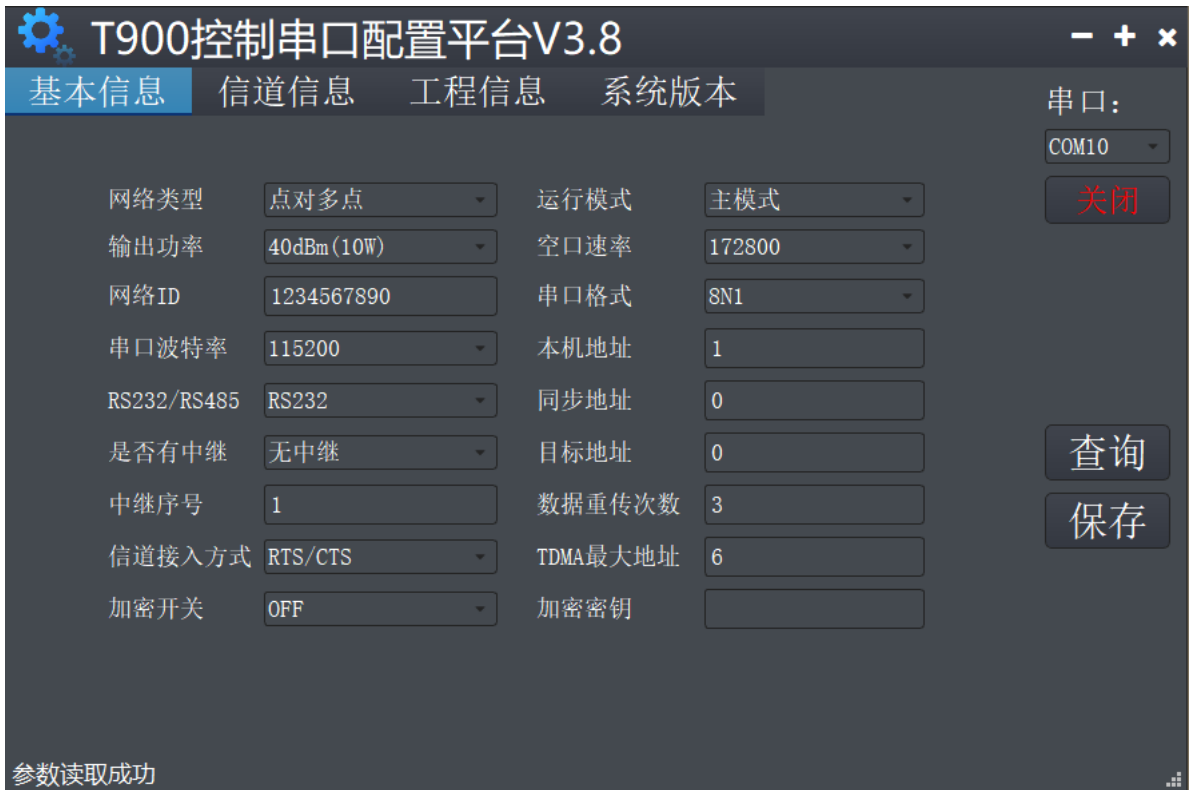 T900控制串口配置平台V3.8
基本信息 信道信息 工程信息 系统版本
串口：
COM10
关闭
网络类型 点对多点 运行模式 主模式
输出功率 40dBm(10W) 空口速率 172800
网络ID 1234567890 串口格式 8N1
串口波特率 115200 本机地址 1
RS232/RS485 RS232 同步地址 0
是否有中继 无中继 目标地址 0
中继序号 1 数据重传次数 3
信道接入方式 RTS/CTS TDMA最大地址 6
加密开关 OFF 加密密钥
查询
保存
参数读取成功